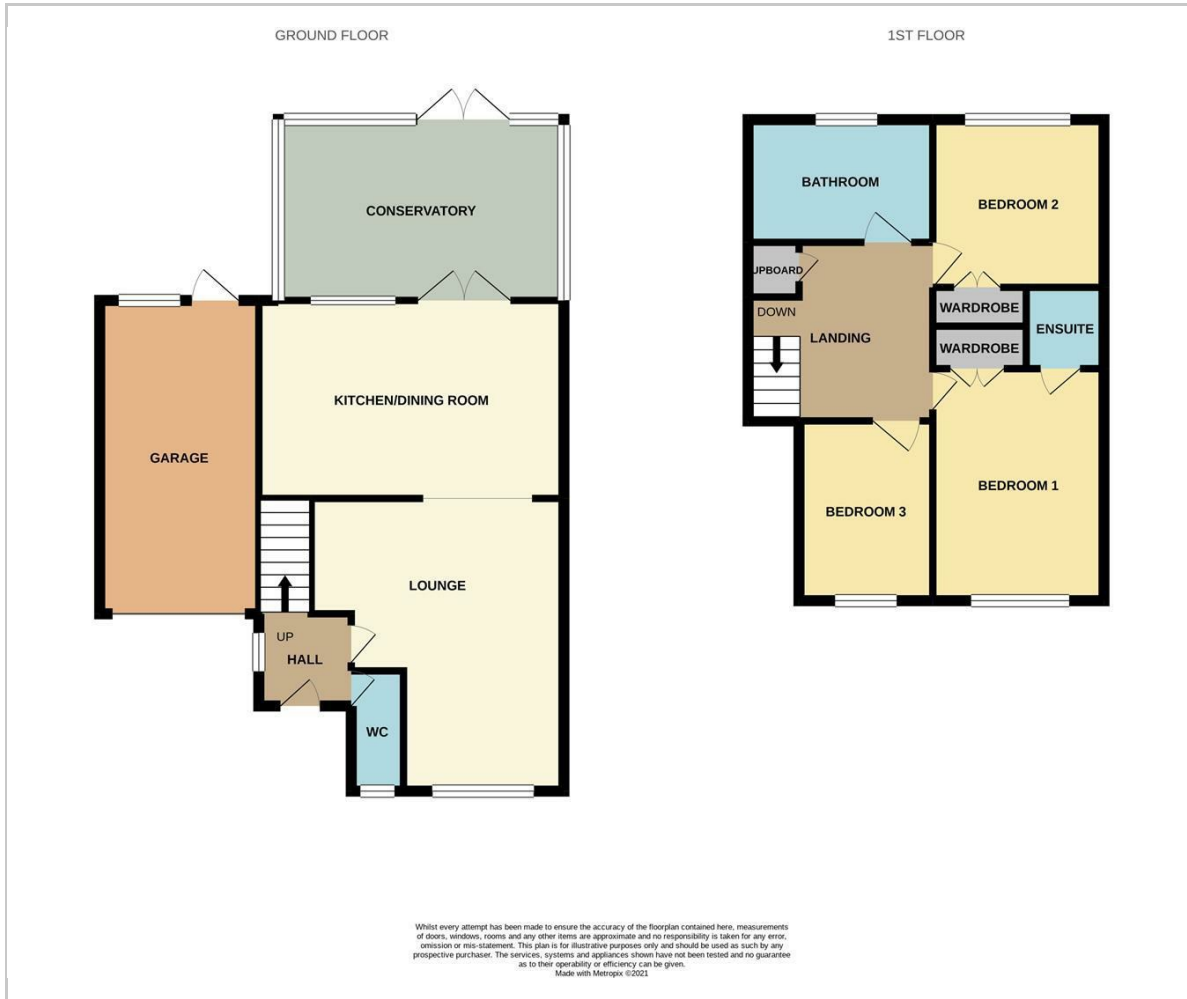 GROUND FLOOR
CONSERVATORY
KITCHEN/DINING ROOM
GARAGE
LOUNGE
UP
HALL
WC
1ST FLOOR
BATHROOM
BEDROOM 2
UPBOARD
DOWN
WARDROBE
ENSUITE
LANDING
WARDROBE
BEDROOM 1
BEDROOM 3
Whilst every attempt has been made to ensure the accuracy of the floorplan contained here, measurements
of doors, windows, rooms and any other items are approximate and no responsibility is taken for any error,
omission or mis-statement. This plan is for illustrative purposes only and should be used as such by any
prospective purchaser. The services, systems and appliances shown have not been tested and no guarantee
as to their operability or efficiency can be given.
Made with Metropix ©2021